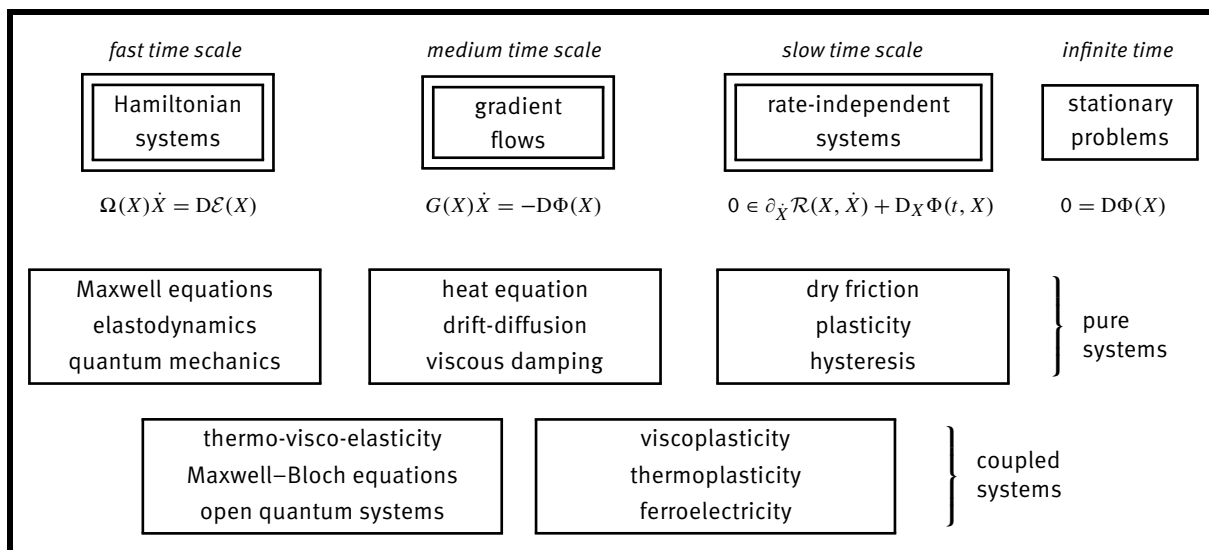 fast time scale medium time scale slow time scale infinite time
Hamiltonian gradient rate-independent stationary
systems flows systems problems
Ω(X)Ẋ = Dℰ(X) G(X)Ẋ = −DΦ(X) 0 ∈ ∂_Ẋ ℛ(X, Ẋ) + D_XΦ(t, X) 0 = DΦ(X)
Maxwell equations heat equation dry friction
elastodynamics drift-diffusion plasticity pure
quantum mechanics viscous damping hysteresis systems
thermo-visco-elasticity viscoplasticity
Maxwell–Bloch equations thermoplasticity coupled
open quantum systems ferroelectricity systems